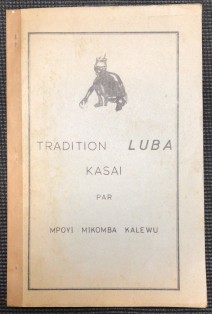 TRADITION LUBA
KASAI
PAR
MPOYI MIKOMBA KALEWU